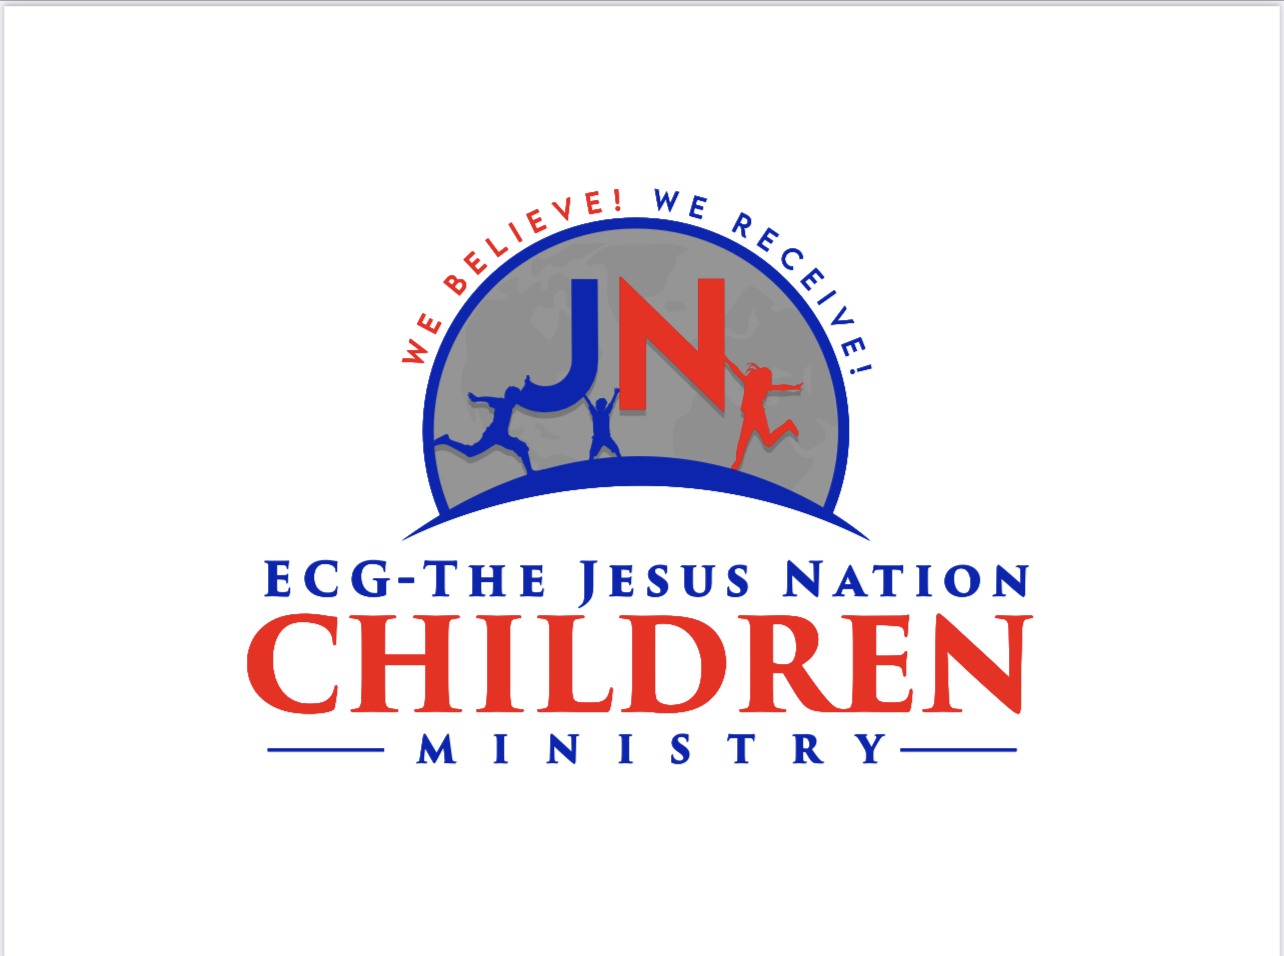 WE BELIEVE! WE RECEIVE!
JN
ECG-THE JESUS NATION
CHILDREN
MINISTRY